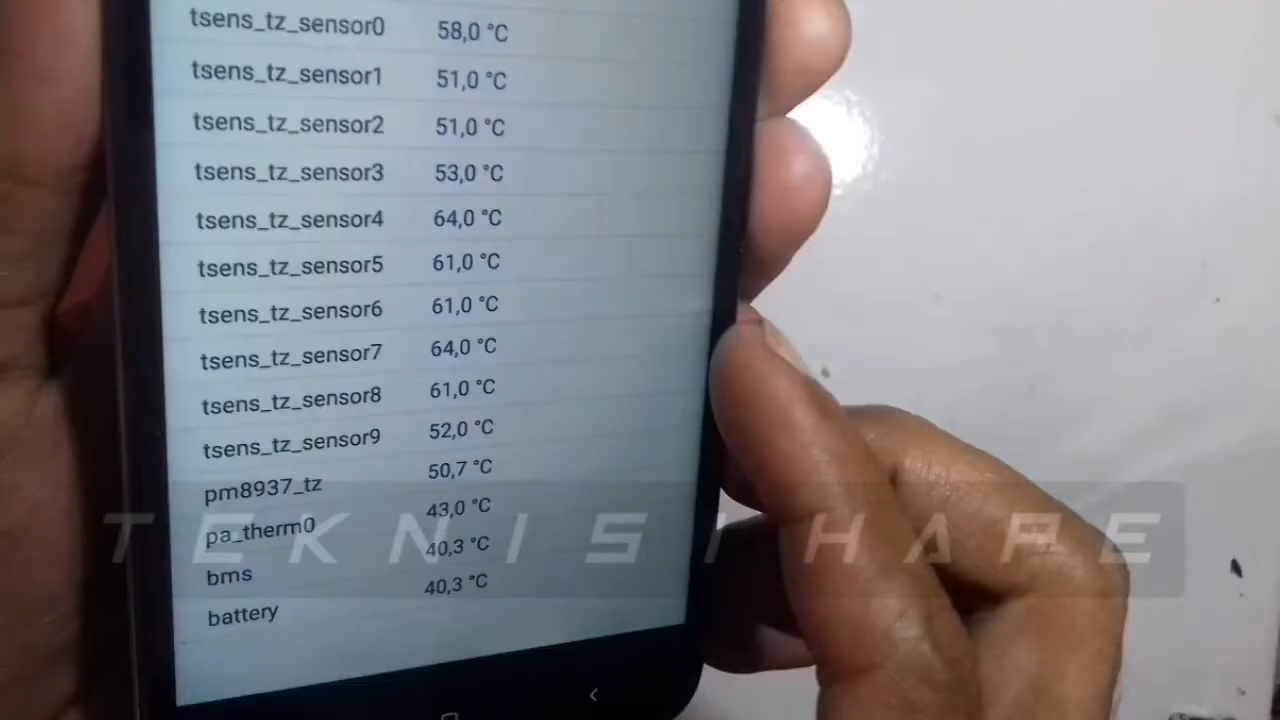 tsens_tz_sensor0 58,0 °C
tsens_tz_sensor1 51,0 °C
tsens_tz_sensor2 51,0 °C
tsens_tz_sensor3 53,0 °C
tsens_tz_sensor4 64,0 °C
tsens_tz_sensor5 61,0 °C
tsens_tz_sensor6 61,0 °C
tsens_tz_sensor7 64,0 °C
tsens_tz_sensor8 61,0 °C
tsens_tz_sensor9 52,0 °C
pm8937_tz 50,7 °C
pa_therm0 43,0 °C
bms 40,3 °C
battery 40,3 °C
TEKNISI HAPE